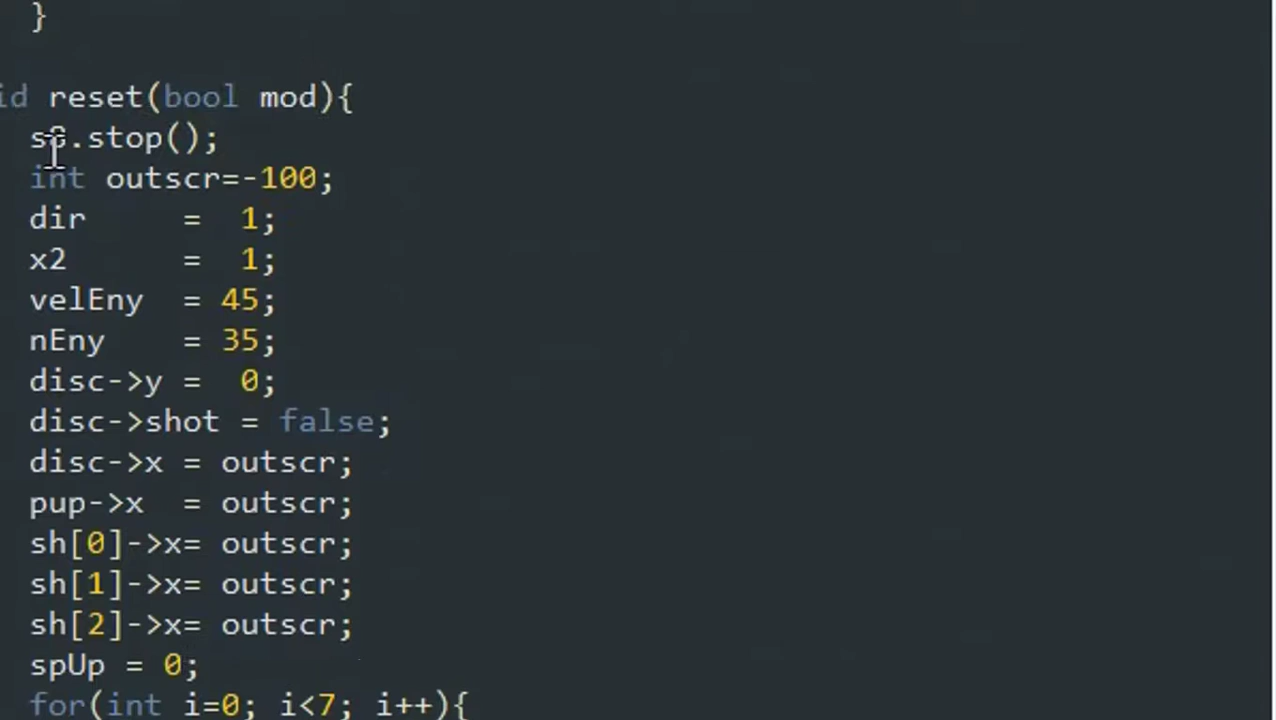 }
id reset(bool mod){
.stop();
int outscr=-100;
dir     =  1;
x2      =  1;
velEny  = 45;
nEny    = 35;
disc->y =  0;
disc->shot = false;
disc->x = outscr;
pup->x  = outscr;
sh[0]->x= outscr;
sh[1]->x= outscr;
sh[2]->x= outscr;
spUp = 0;
for(int i=0; i<7; i++){